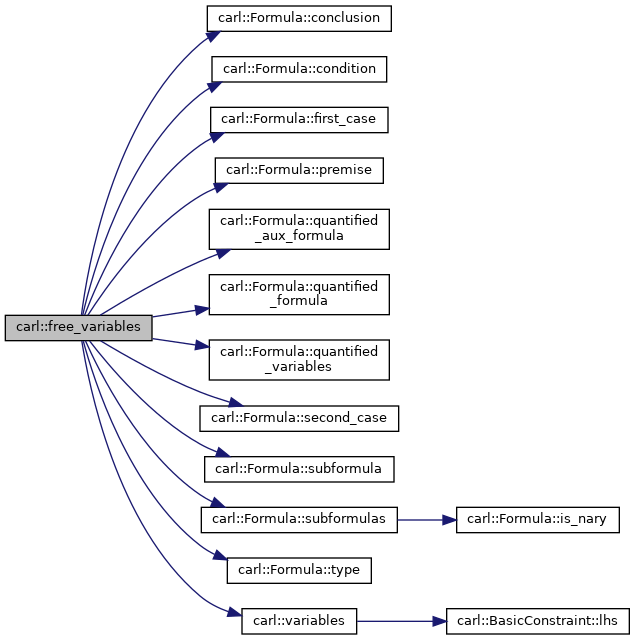 carl::Formula::conclusion
carl::Formula::condition
carl::Formula::first_case
carl::Formula::premise
carl::Formula::quantified
_aux_formula
carl::Formula::quantified
_formula
carl::free_variables
carl::Formula::quantified
_variables
carl::Formula::second_case
carl::Formula::subformula
carl::Formula::subformulas
carl::Formula::is_nary
carl::Formula::type
carl::variables
carl::BasicConstraint::lhs